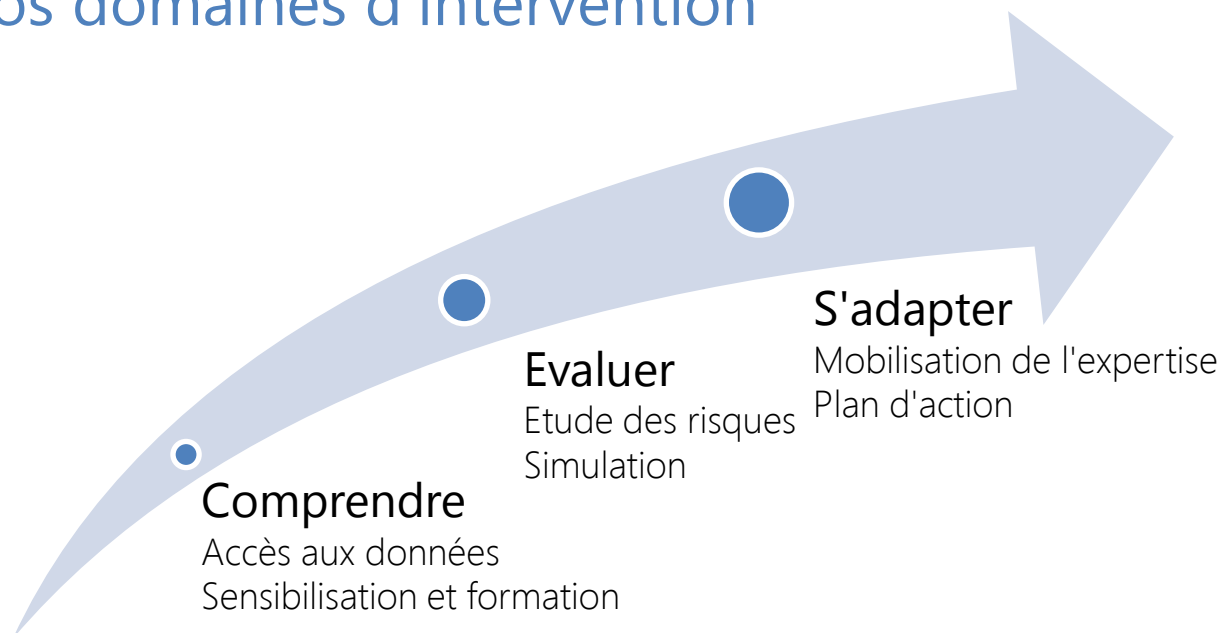 os domaines d'intervention
Comprendre
Accès aux données
Sensibilisation et formation
Evaluer
Etude des risques
Simulation
S'adapter
Mobilisation de l'expertise
Plan d'action